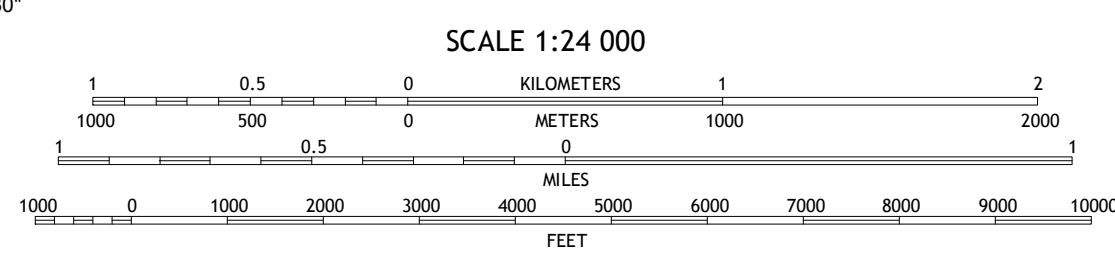 30"
SCALE 1:24 000
1 0.5 0 KILOMETERS 1 2
1000 500 0 METERS 1000 2000
1 0.5 0 1
MILES
1000 0 1000 2000 3000 4000 5000 6000 7000 8000 9000 10000
FEET